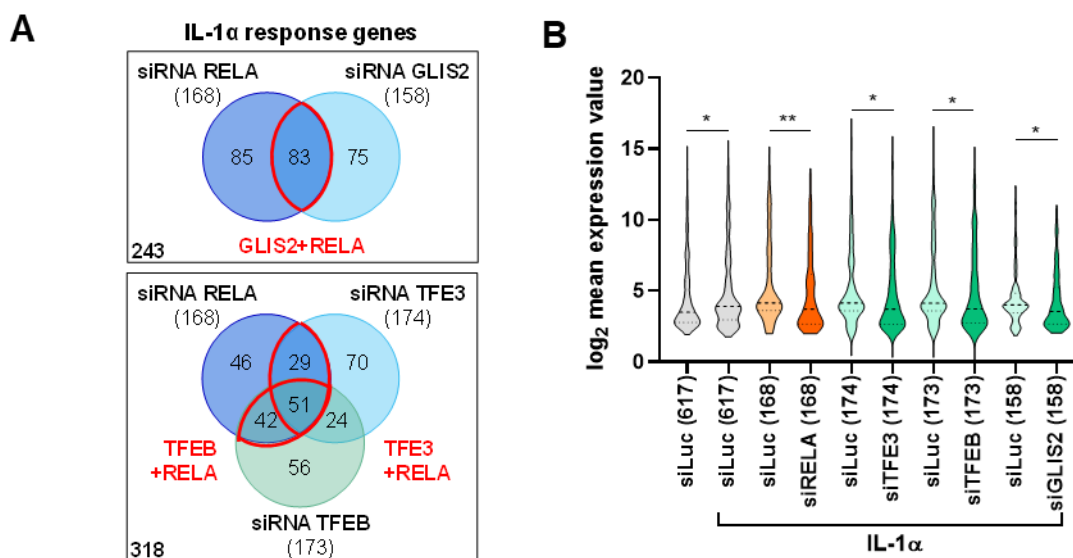 A
IL-1α response genes
siRNA RELA
(168)
siRNA GLIS2
(158)
85
83
75
GLIS2+RELA
243
siRNA RELA
(168)
siRNA TFE3
(174)
46
29
70
42
51
24
TFEB
+RELA
TFE3
+RELA
56
siRNA TFEB
(173)
318
B
log2 mean expression value
20
15
10
5
0
*
**
*
*
*
siLuc (617)
siLuc (617)
siLuc (168)
siRELA (168)
siLuc (174)
siTFE3 (174)
siLuc (173)
siTFEB (173)
siLuc (158)
siGLIS2 (158)
IL-1α